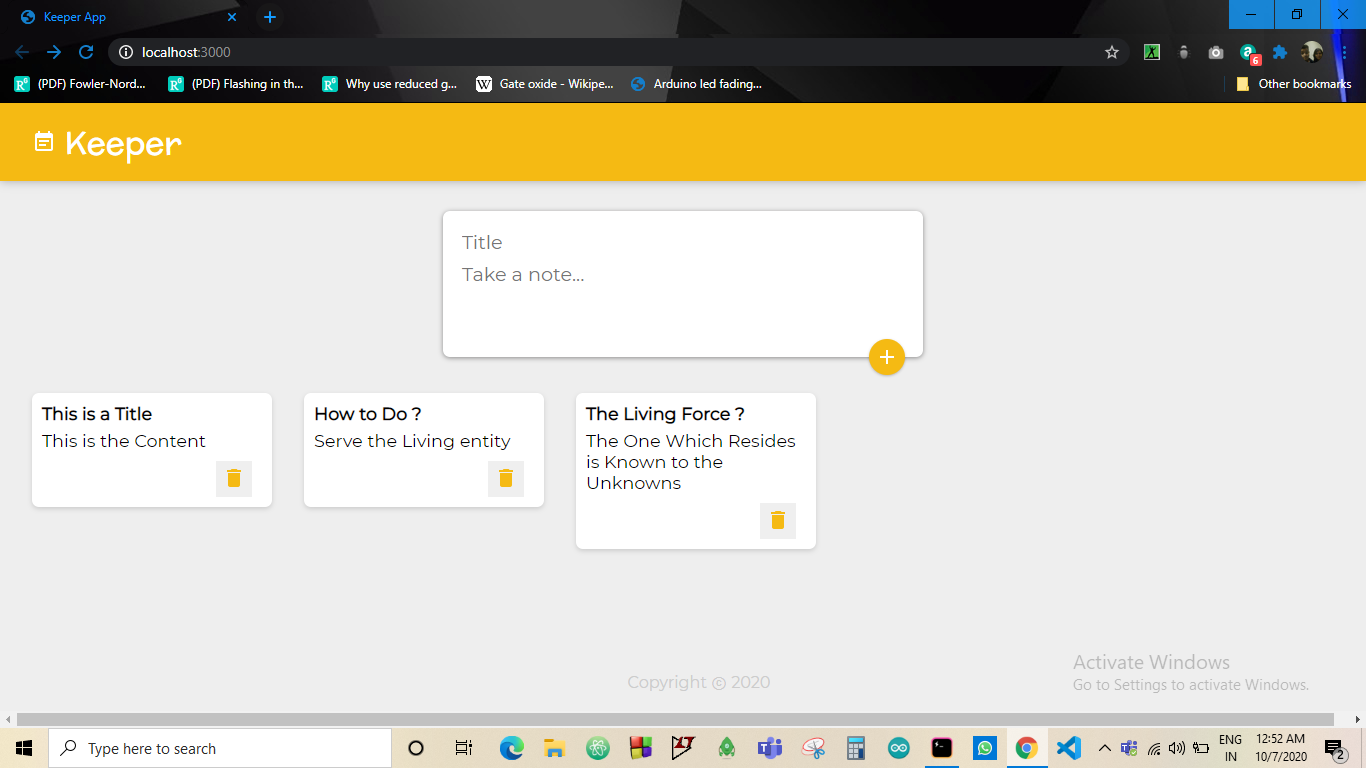 Keeper App
localhost:3000
(PDF) Fowler-Nord...
(PDF) Flashing in th...
Why use reduced g...
Gate oxide - Wikipe...
Arduino led fading...
Other bookmarks
Keeper
Title
Take a note...
This is a Title
This is the Content
How to Do ?
Serve the Living entity
The Living Force ?
The One Which Resides
is Known to the
Unknowns
Copyright © 2020
Activate Windows
Go to Settings to activate Windows.
Type here to search
ENG
IN
12:52 AM
10/7/2020
2